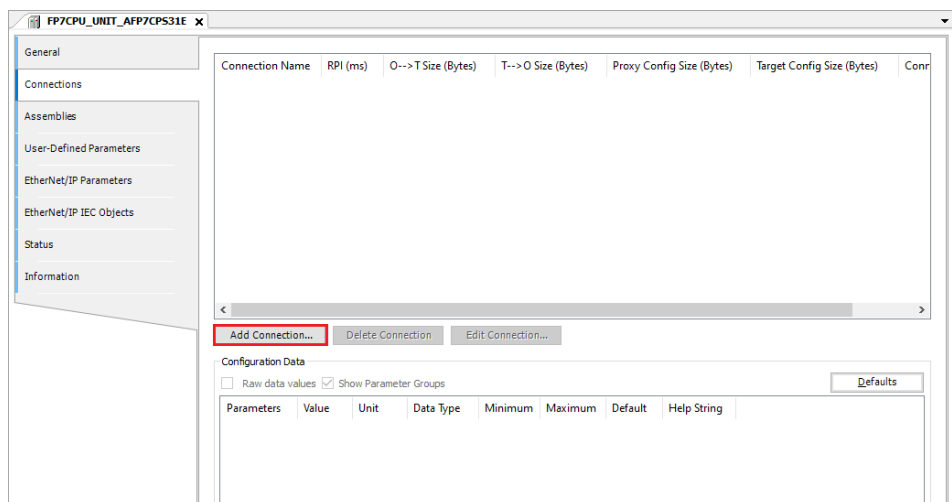 FP7CPU_UNIT_AFP7CPS31E
General
Connections
Assemblies
User-Defined Parameters
EtherNet/IP Parameters
EtherNet/IP IEC Objects
Status
Information
Connection Name RPI (ms) O-->T Size (Bytes) T-->O Size (Bytes) Proxy Config Size (Bytes) Target Config Size (Bytes) Conr
Add Connection... Delete Connection Edit Connection...
Configuration Data
Raw data values Show Parameter Groups Defaults
Parameters Value Unit Data Type Minimum Maximum Default Help String